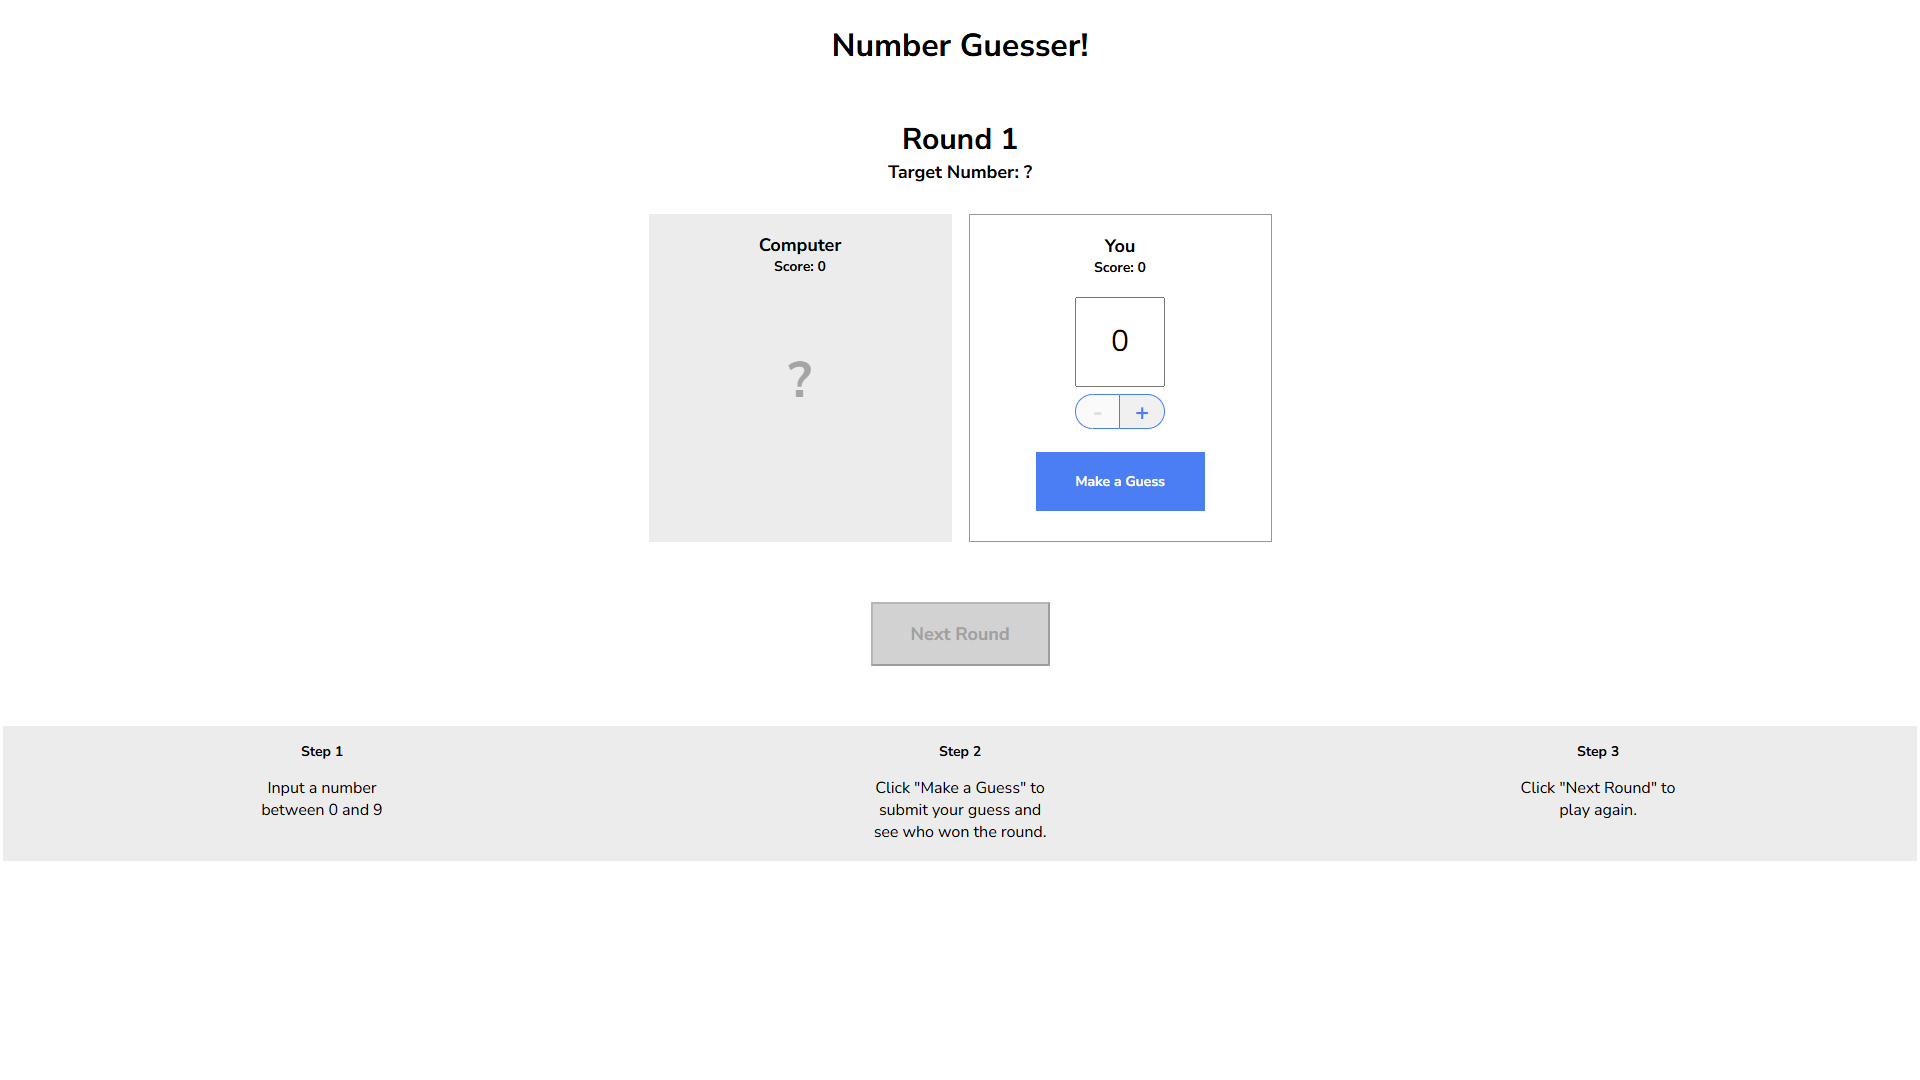 Number Guesser!
Round 1
Target Number: ?
Computer
Score: 0
?
You
Score: 0
0
- +
Make a Guess
Next Round
Step 1
Input a number
between 0 and 9
Step 2
Click "Make a Guess" to
submit your guess and
see who won the round.
Step 3
Click "Next Round" to
play again.